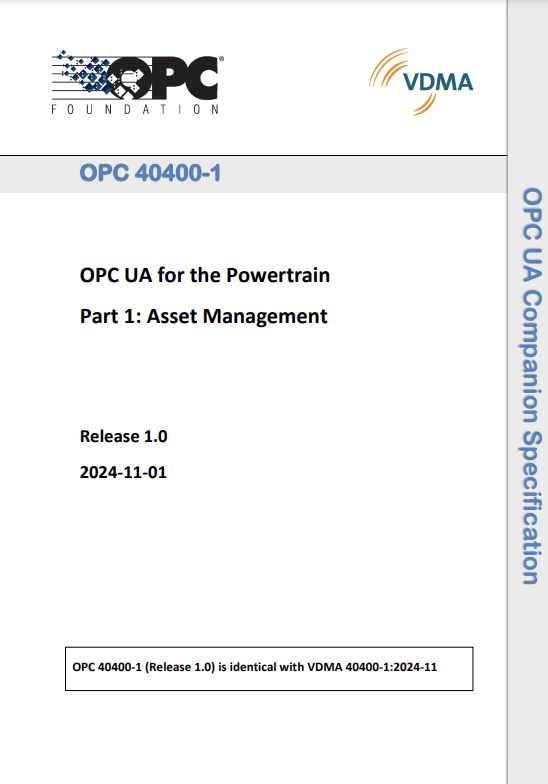 OPC®
FOUNDATION
VDMA
OPC 40400-1
OPC UA for the Powertrain
Part 1: Asset Management
Release 1.0
2024-11-01
OPC 40400-1 (Release 1.0) is identical with VDMA 40400-1:2024-11
OPC UA Companion Specification